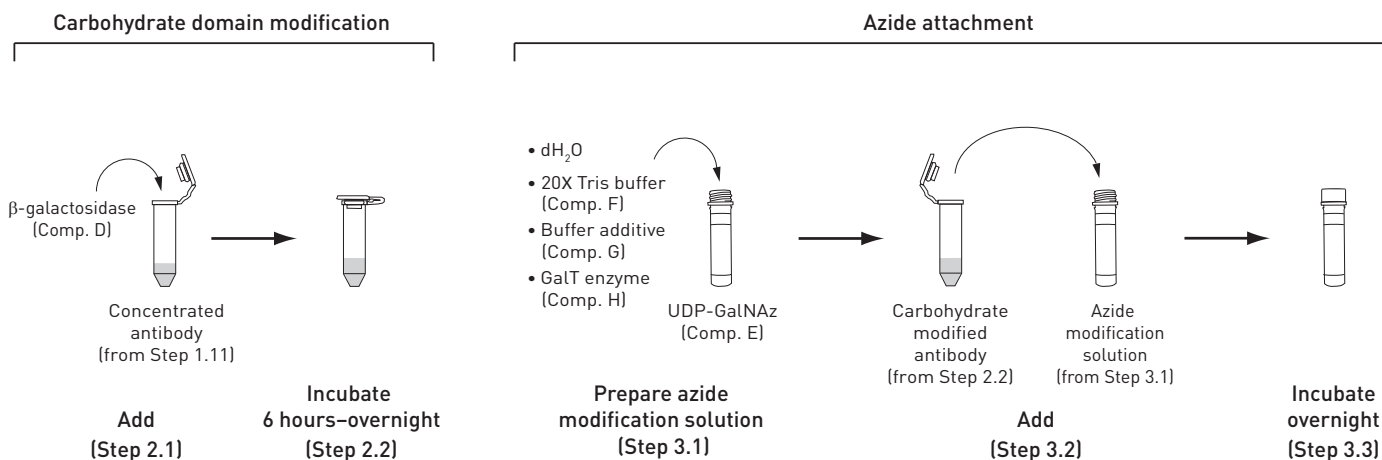 Carbohydrate domain modification
β-galactosidase
(Comp. D)
Concentrated
antibody
(from Step 1.11)
Add
(Step 2.1)
Incubate
6 hours–overnight
(Step 2.2)
Azide attachment
• dH₂O
• 20X Tris buffer
(Comp. F)
• Buffer additive
(Comp. G)
• GalT enzyme
(Comp. H)
UDP-GalNAz
(Comp. E)
Prepare azide
modification solution
(Step 3.1)
Carbohydrate
modified
antibody
(from Step 2.2)
Azide
modification
solution
(from Step 3.1)
Add
(Step 3.2)
Incubate
overnight
(Step 3.3)